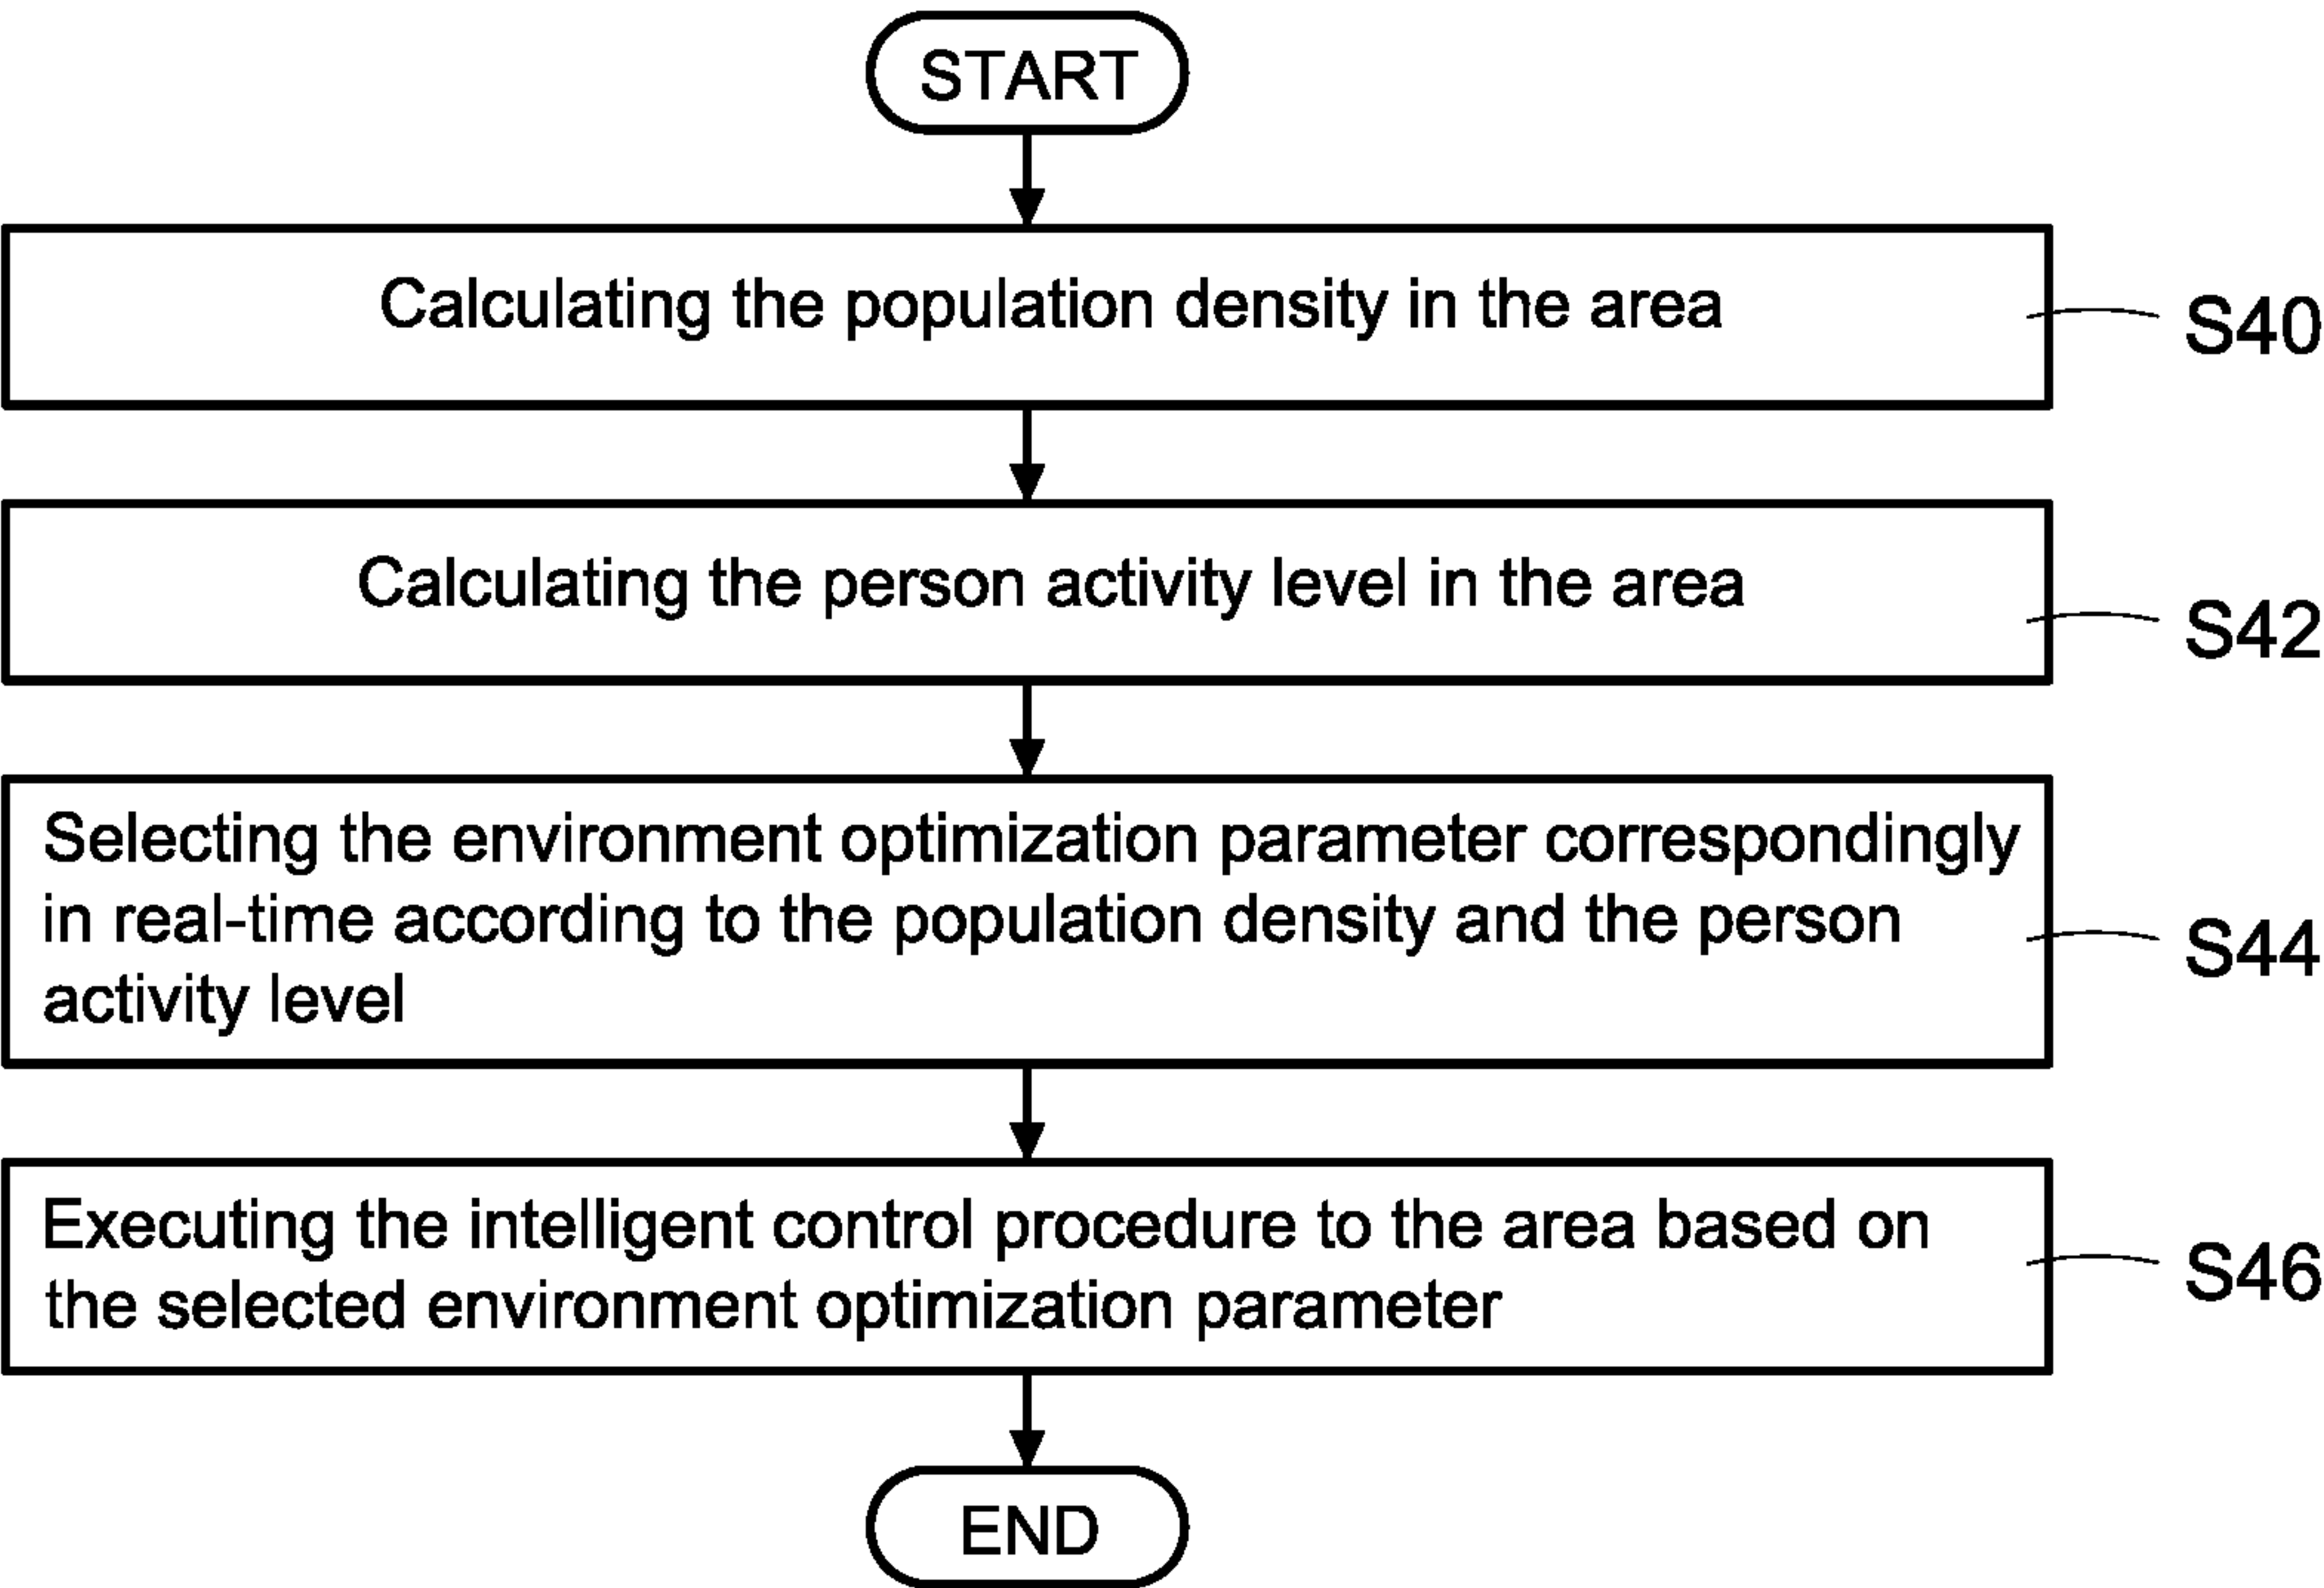 START
Calculating the population density in the area
S40
Calculating the person activity level in the area
S42
Selecting the environment optimization parameter correspondingly
in real-time according to the population density and the person
activity level
S44
Executing the intelligent control procedure to the area based on
the selected environment optimization parameter
S46
END